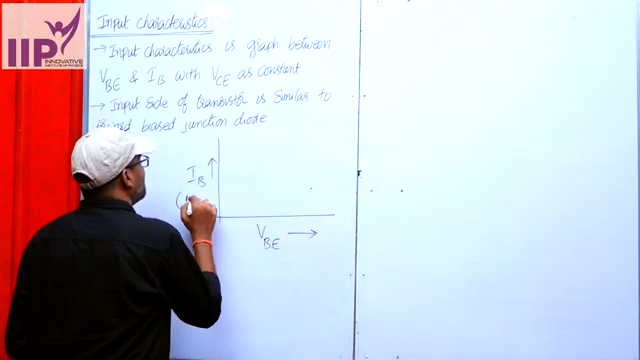 IIP
INNOVATIVE
INSTITUTE OF PHYSICS
Input characteristics
→ Input characteristics is graph between
VBE & IB with VCE as constant
→ Input side of transistor is similar to
biased junction diode
IB ↑
(
VBE →